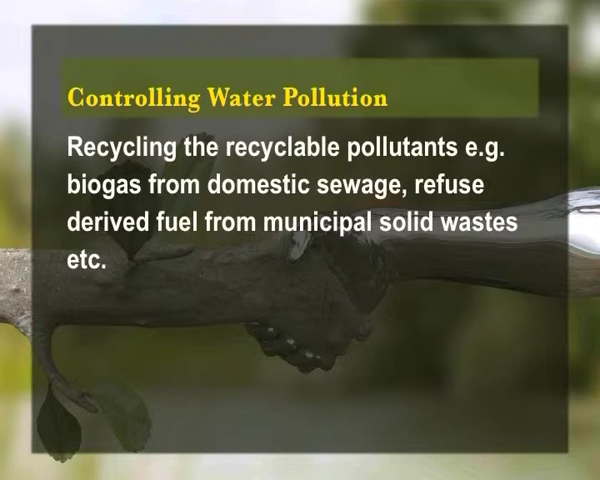 Controlling Water Pollution
Recycling the recyclable pollutants e.g.
biogas from domestic sewage, refuse
derived fuel from municipal solid wastes
etc.